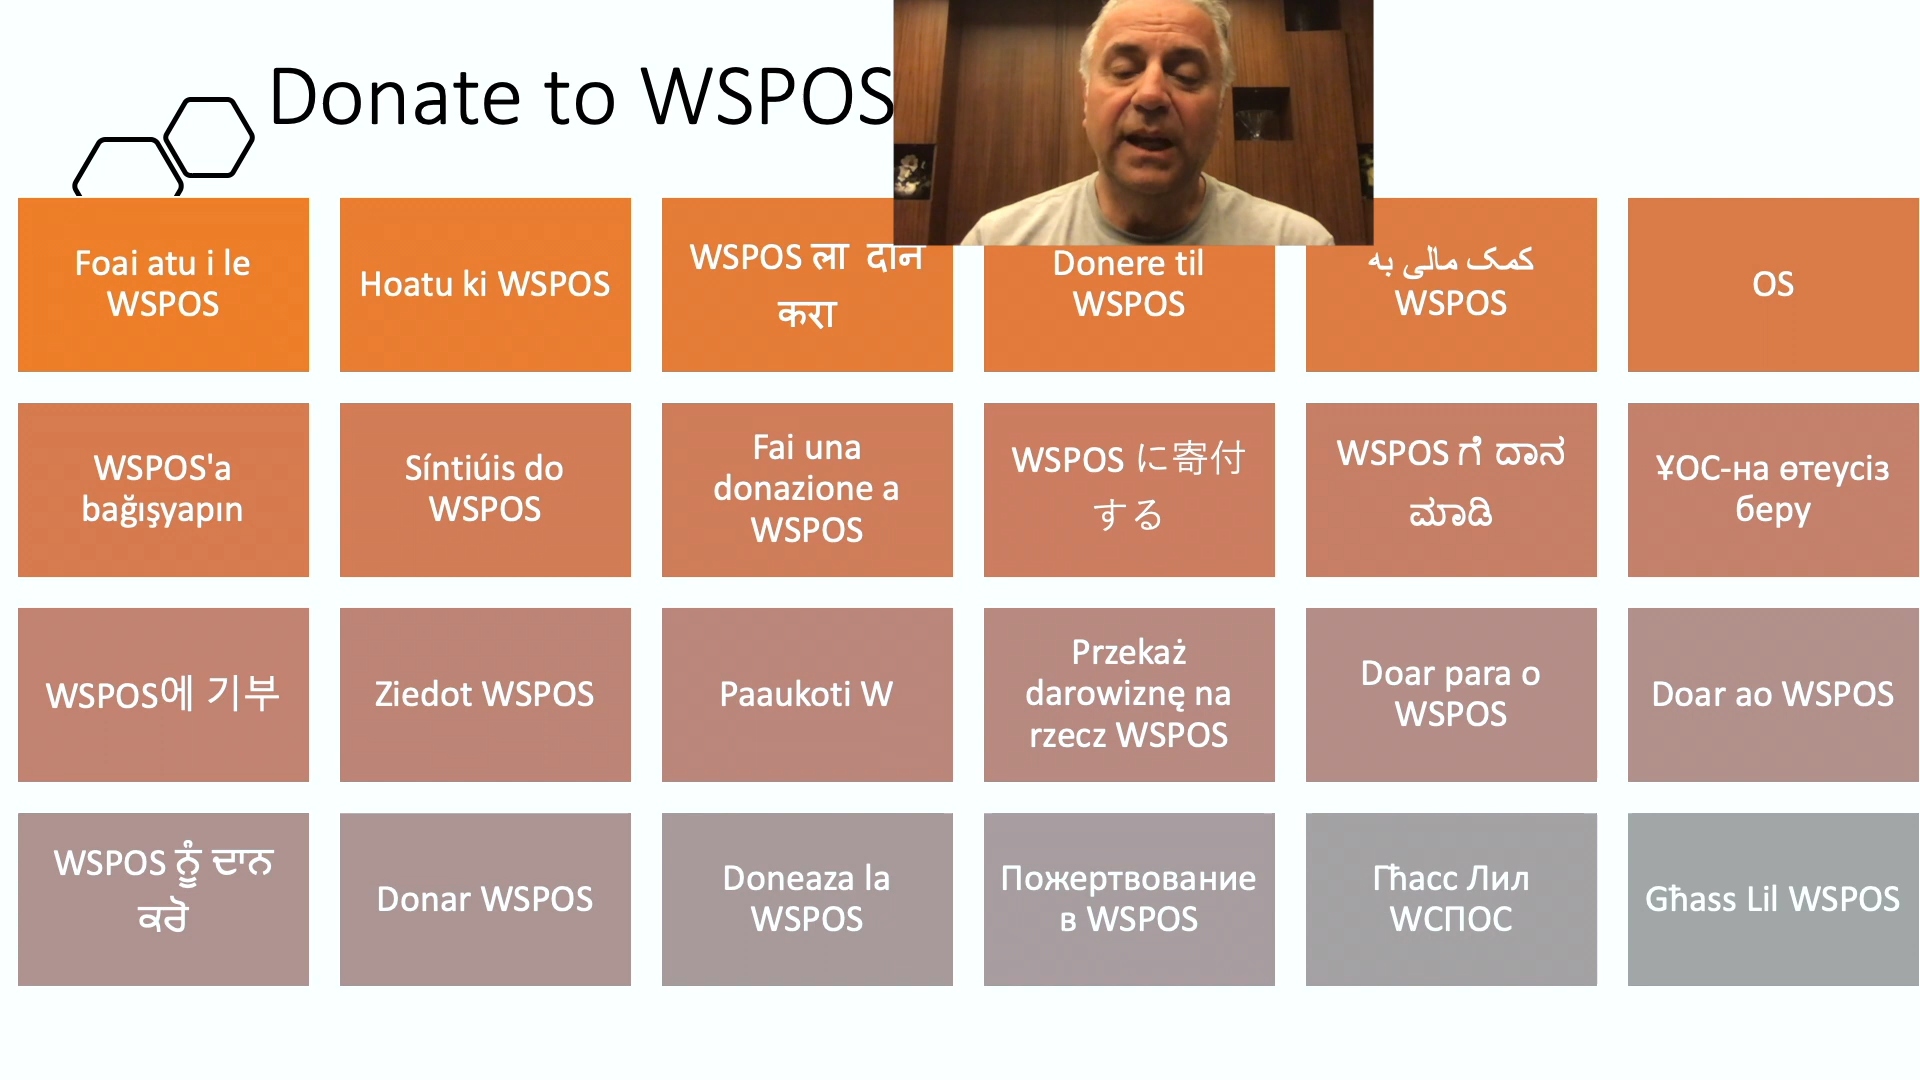 Donate to WSPOS
Foai atu i le
WSPOS
Hoatu ki WSPOS
WSPOS ला दान
करा
Donere til
WSPOS
کمک مالی به
WSPOS
OS
WSPOS'a
bağışyapın
Síntiúis do
WSPOS
Fai una
donazione a
WSPOS
WSPOS に寄付
する
WSPOS ಗೆ ದಾನ
ಮಾಡಿ
ҰОС-на өтеусіз
беру
WSPOS에 기부
Ziedot WSPOS
Paaukoti W
Przekaż
darowiznę na
rzecz WSPOS
Doar para o
WSPOS
Doar ao WSPOS
WSPOS ਨੂੰ ਦਾਨ
ਕਰੋ
Donar WSPOS
Doneaza la
WSPOS
Пожертвование
в WSPOS
Гћасс Лил
WСПОС
Għass Lil WSPOS